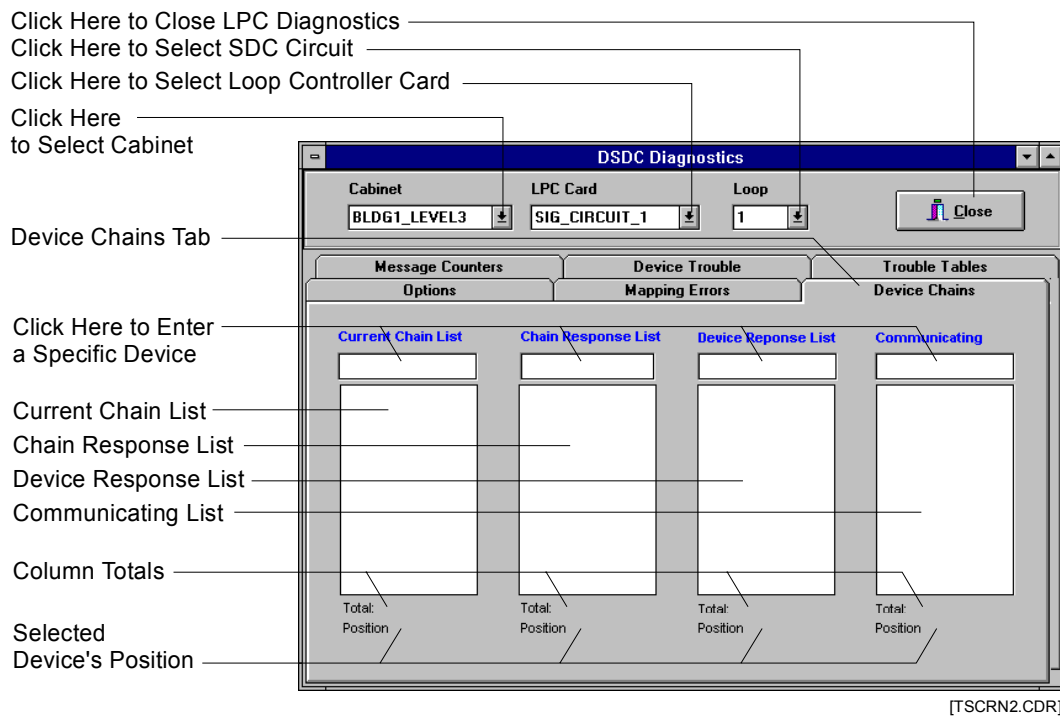 Click Here to Close LPC Diagnostics
Click Here to Select SDC Circuit
Click Here to Select Loop Controller Card
Click Here
to Select Cabinet
DSDC Diagnostics
Cabinet
LPC Card
Loop
BLDG1_LEVEL3
SIG_CIRCUIT_1
1
Close
Device Chains Tab
Message Counters
Device Trouble
Trouble Tables
Options
Mapping Errors
Device Chains
Click Here to Enter
a Specific Device
Current Chain List
Chain Response List
Device Reponse List
Communicating
Current Chain List
Chain Response List
Device Response List
Communicating List
Column Totals
Total:
Total:
Total:
Total:
Position
Position
Position
Position
Selected
Device's Position
[TSCRN2.CDR]